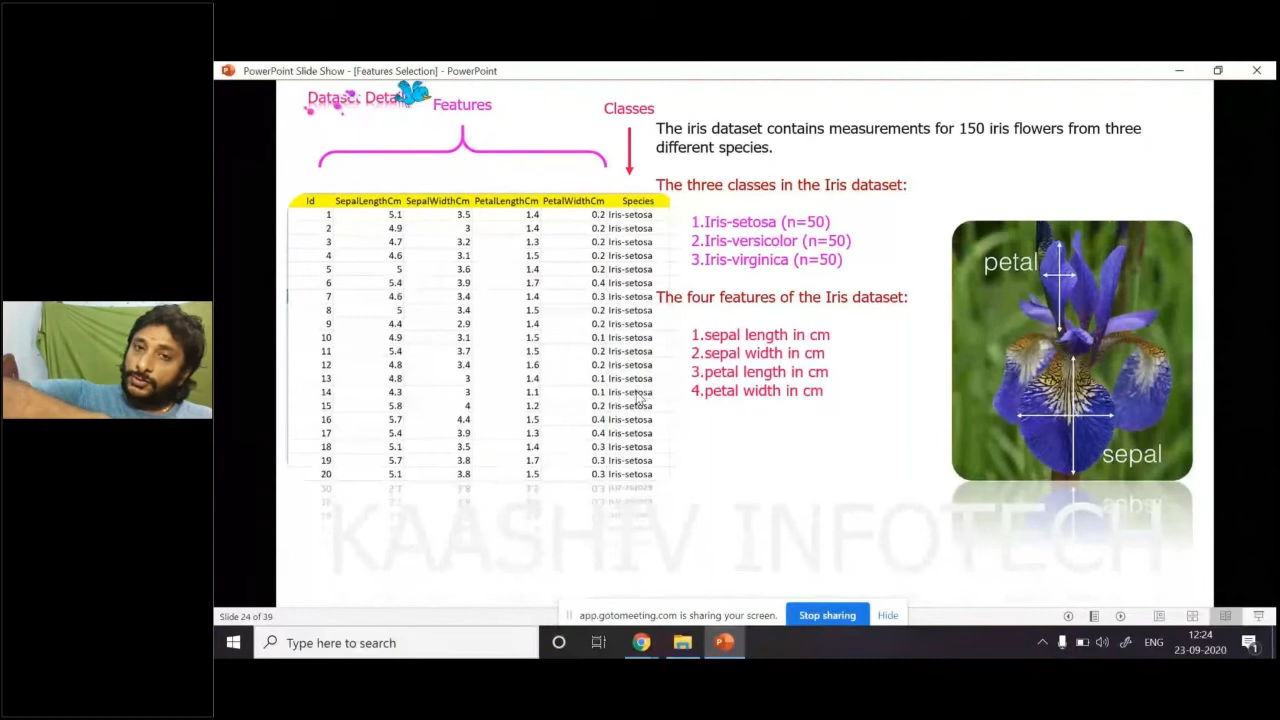 PowerPoint Slide Show - [Features Selection] - PowerPoint
Dataset Detail
Features
Classes
Id SepalLengthCm SepalWidthCm PetalLengthCm PetalWidthCm Species
1 5.1 3.5 1.4 0.2 Iris-setosa
2 4.9 3 1.4 0.2 Iris-setosa
3 4.7 3.2 1.3 0.2 Iris-setosa
4 4.6 3.1 1.5 0.2 Iris-setosa
5 5 3.6 1.4 0.2 Iris-setosa
6 5.4 3.9 1.7 0.4 Iris-setosa
7 4.6 3.4 1.4 0.3 Iris-setosa
8 5 3.4 1.5 0.2 Iris-setosa
9 4.4 2.9 1.4 0.2 Iris-setosa
10 4.9 3.1 1.5 0.1 Iris-setosa
11 5.4 3.7 1.5 0.2 Iris-setosa
12 4.8 3.4 1.6 0.2 Iris-setosa
13 4.8 3 1.4 0.1 Iris-setosa
14 4.3 3 1.1 0.1 Iris-setosa
15 5.8 4 1.2 0.2 Iris-setosa
16 5.7 4.4 1.5 0.4 Iris-setosa
17 5.4 3.9 1.3 0.4 Iris-setosa
18 5.1 3.5 1.4 0.3 Iris-setosa
19 5.7 3.8 1.7 0.3 Iris-setosa
20 5.1 3.8 1.5 0.3 Iris-setosa
The iris dataset contains measurements for 150 iris flowers from three
different species.
The three classes in the Iris dataset:
1.Iris-setosa (n=50)
2.Iris-versicolor (n=50)
3.Iris-virginica (n=50)
The four features of the Iris dataset:
1.sepal length in cm
2.sepal width in cm
3.petal length in cm
4.petal width in cm
petal
sepal
KAASHIV INFOTECH
app.gotomeeting.com is sharing your screen. Stop sharing Hide
Slide 24 of 39
Type here to search
ENG
12:24
23-09-2020
1